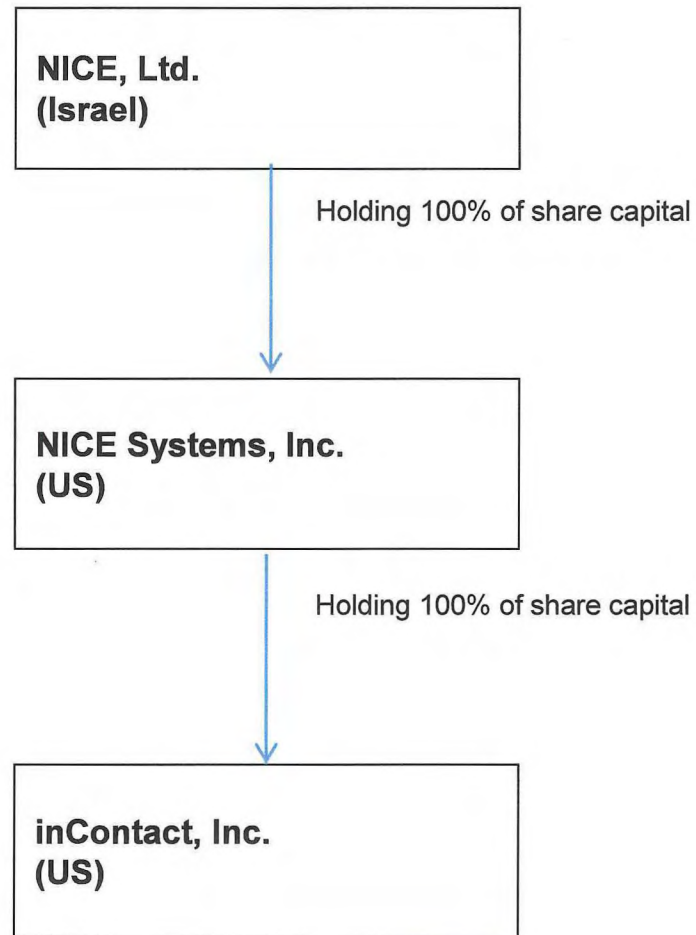 NICE, Ltd.
(Israel)
Holding 100% of share capital
NICE Systems, Inc.
(US)
Holding 100% of share capital
inContact, Inc.
(US)